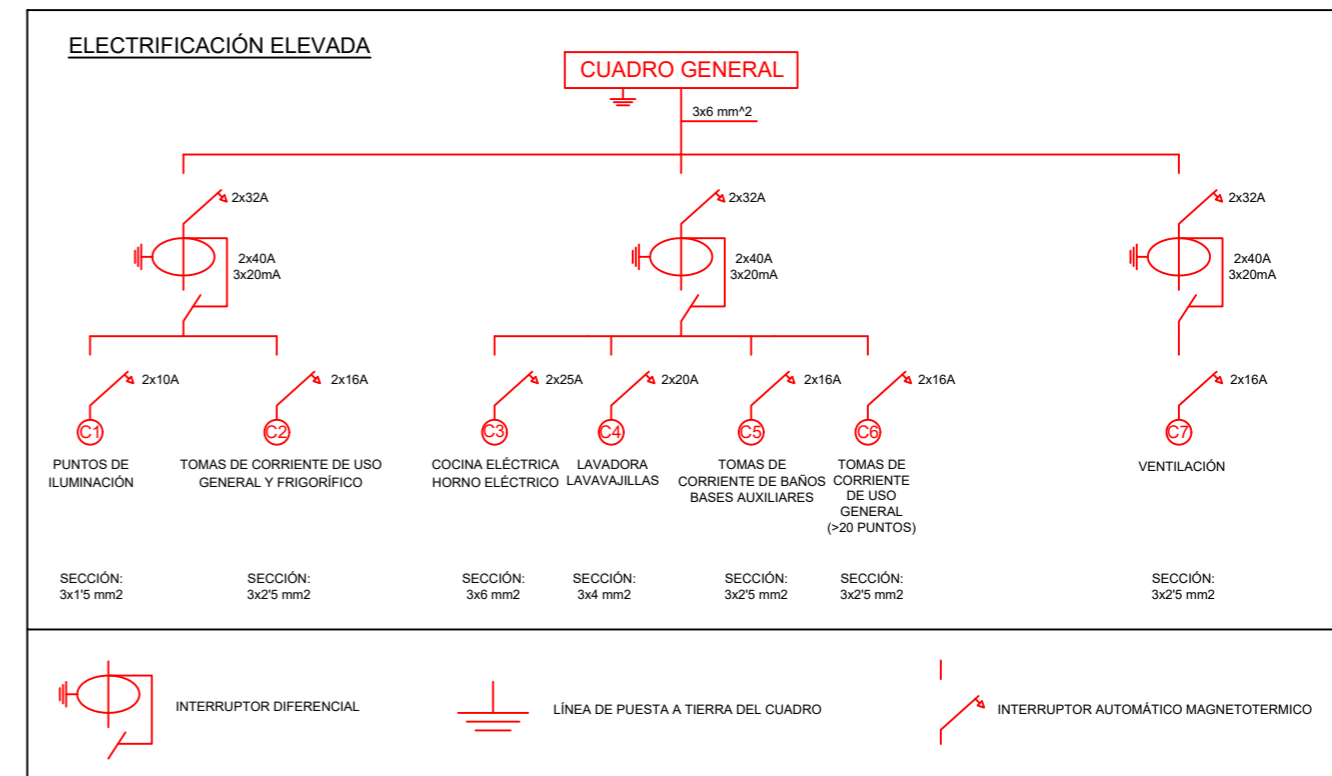 ELECTRIFICACIÓN ELEVADA
CUADRO GENERAL
3x6 mm^2
2x32A
2x32A
2x32A
2x40A
3x20mA
2x40A
3x20mA
2x40A
3x20mA
2x10A
2x16A
2x25A
2x20A
2x16A
2x16A
2x16A
C1
C2
C3
C4
C5
C6
C7
PUNTOS DE
ILUMINACIÓN
TOMAS DE CORRIENTE DE USO
GENERAL Y FRIGORÍFICO
COCINA ELÉCTRICA
HORNO ELÉCTRICO
LAVADORA
LAVAVAJILLAS
TOMAS DE
CORRIENTE DE BAÑOS
BASES AUXILIARES
TOMAS DE
CORRIENTE
DE USO
GENERAL
(>20 PUNTOS)
VENTILACIÓN
SECCIÓN:
3x1'5 mm2
SECCIÓN:
3x2'5 mm2
SECCIÓN:
3x6 mm2
SECCIÓN:
3x4 mm2
SECCIÓN:
3x2'5 mm2
SECCIÓN:
3x2'5 mm2
SECCIÓN:
3x2'5 mm2
INTERRUPTOR DIFERENCIAL
LÍNEA DE PUESTA A TIERRA DEL CUADRO
INTERRUPTOR AUTOMÁTICO MAGNETOTERMICO